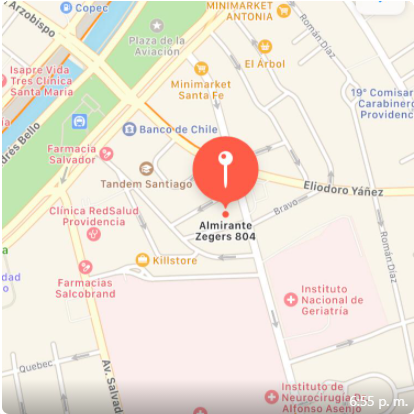 Copec
MINIMARKET
ANTONIA
Arzobispo
Plaza de la
Aviación
Román Díaz
El Árbol
Isapre Vida
Tres Clínica
Santa María
Minimarket
Santa Fe
19° Comisar
Carabinero
Providenc
Banco de Chile
drés Bello
Farmacia
Salvador
Tandem Santiago
Eliodoro Yáñez
Almirante
Zegers 804
Bravo
Clínica RedSalud
Providencia
Román Díaz
Killstore
Farmacias
Salcobrand
Instituto
Nacional de
Geriatría
Quebec
Av. Salvad
Instituto de
Neurocirugía
Alfonso Asenjo
6:55 p. m.